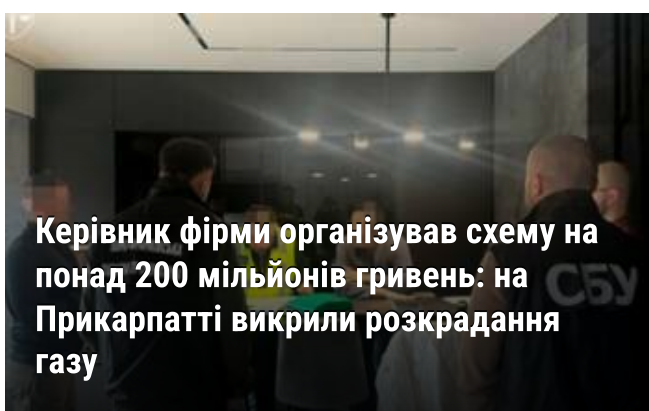 Керівник фірми організував схему на
понад 200 мільйонів гривень: на
СБУ
Прикарпатті викрили розкрадання
газу